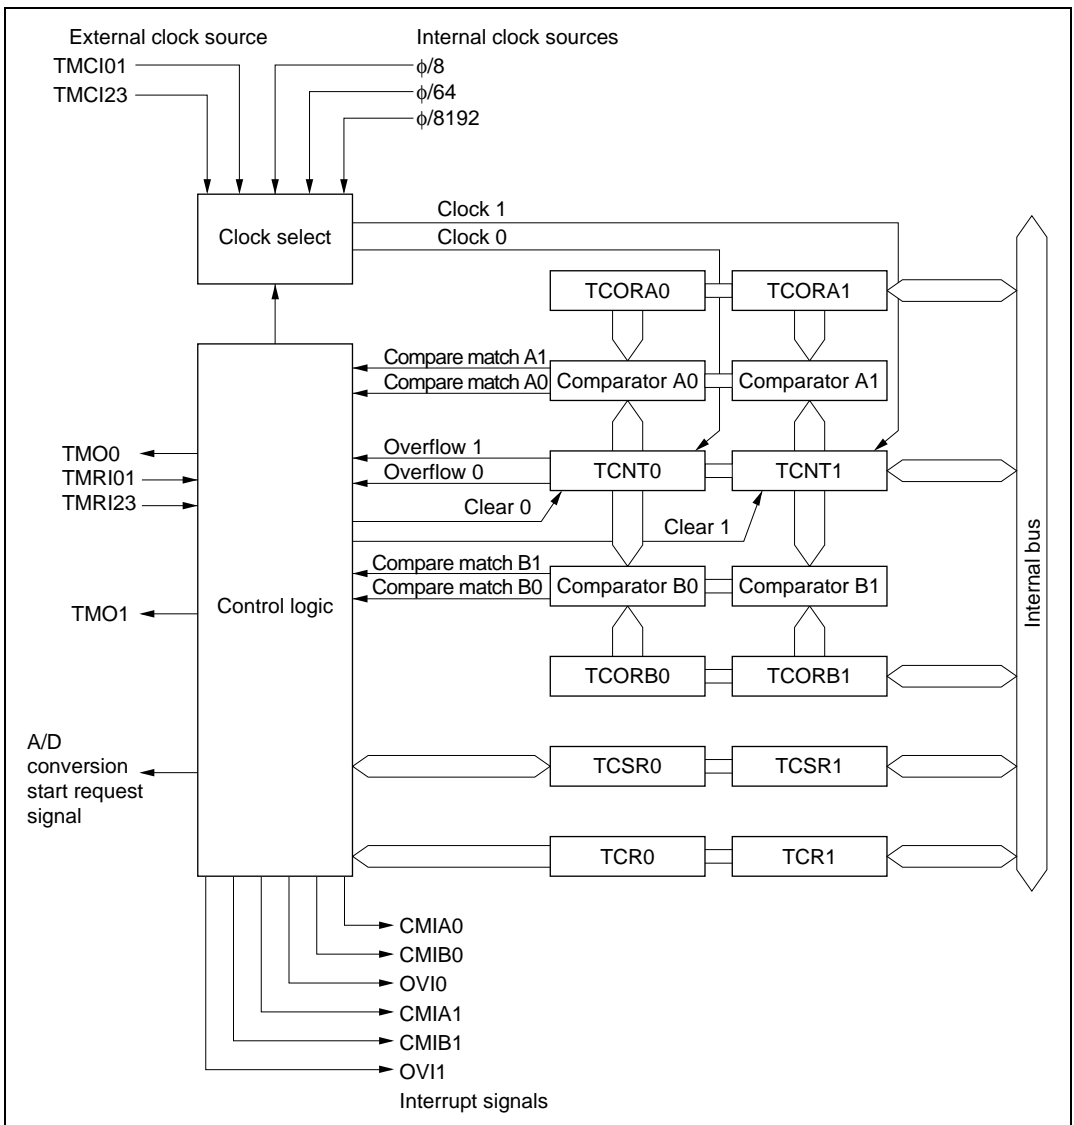 External clock source
Internal clock sources
TMCI01
ϕ/8
TMCI23
ϕ/64
ϕ/8192
Clock select
Clock 1
Clock 0
TCORA0
TCORA1
Compare match A1
Compare match A0
Comparator A0
Comparator A1
TMO0
TMRI01
TMRI23
Overflow 1
Overflow 0
TCNT0
TCNT1
Clear 0
Clear 1
Internal bus
Compare match B1
Compare match B0
Comparator B0
Comparator B1
TMO1
Control logic
TCORB0
TCORB1
A/D
conversion
start request
signal
TCSR0
TCSR1
TCR0
TCR1
CMIA0
CMIB0
OVI0
CMIA1
CMIB1
OVI1
Interrupt signals